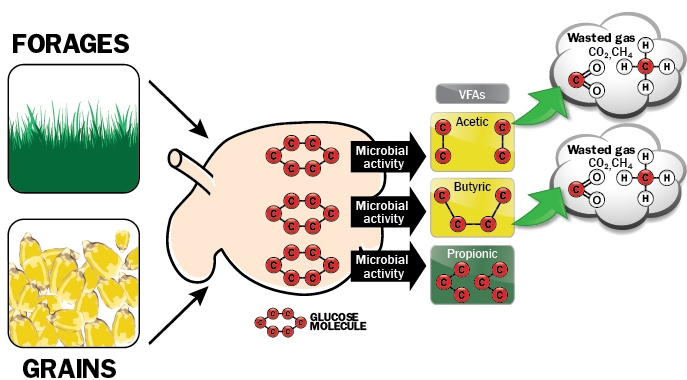 FORAGES
GRAINS
C C
C C
C C
C C
C C
C C
C C
C C
C C
C C
C C
C C
GLUCOSE
MOLECULE
Microbial
activity
Microbial
activity
Microbial
activity
VFAs
Acetic
C C
C C
Butyric
C C
C C
Propionic
C C
C C
C C
Wasted gas
CO₂,CH₄
C O O
H
H C H
H
Wasted gas
CO₂,CH₄
C O O
H
H C H
H